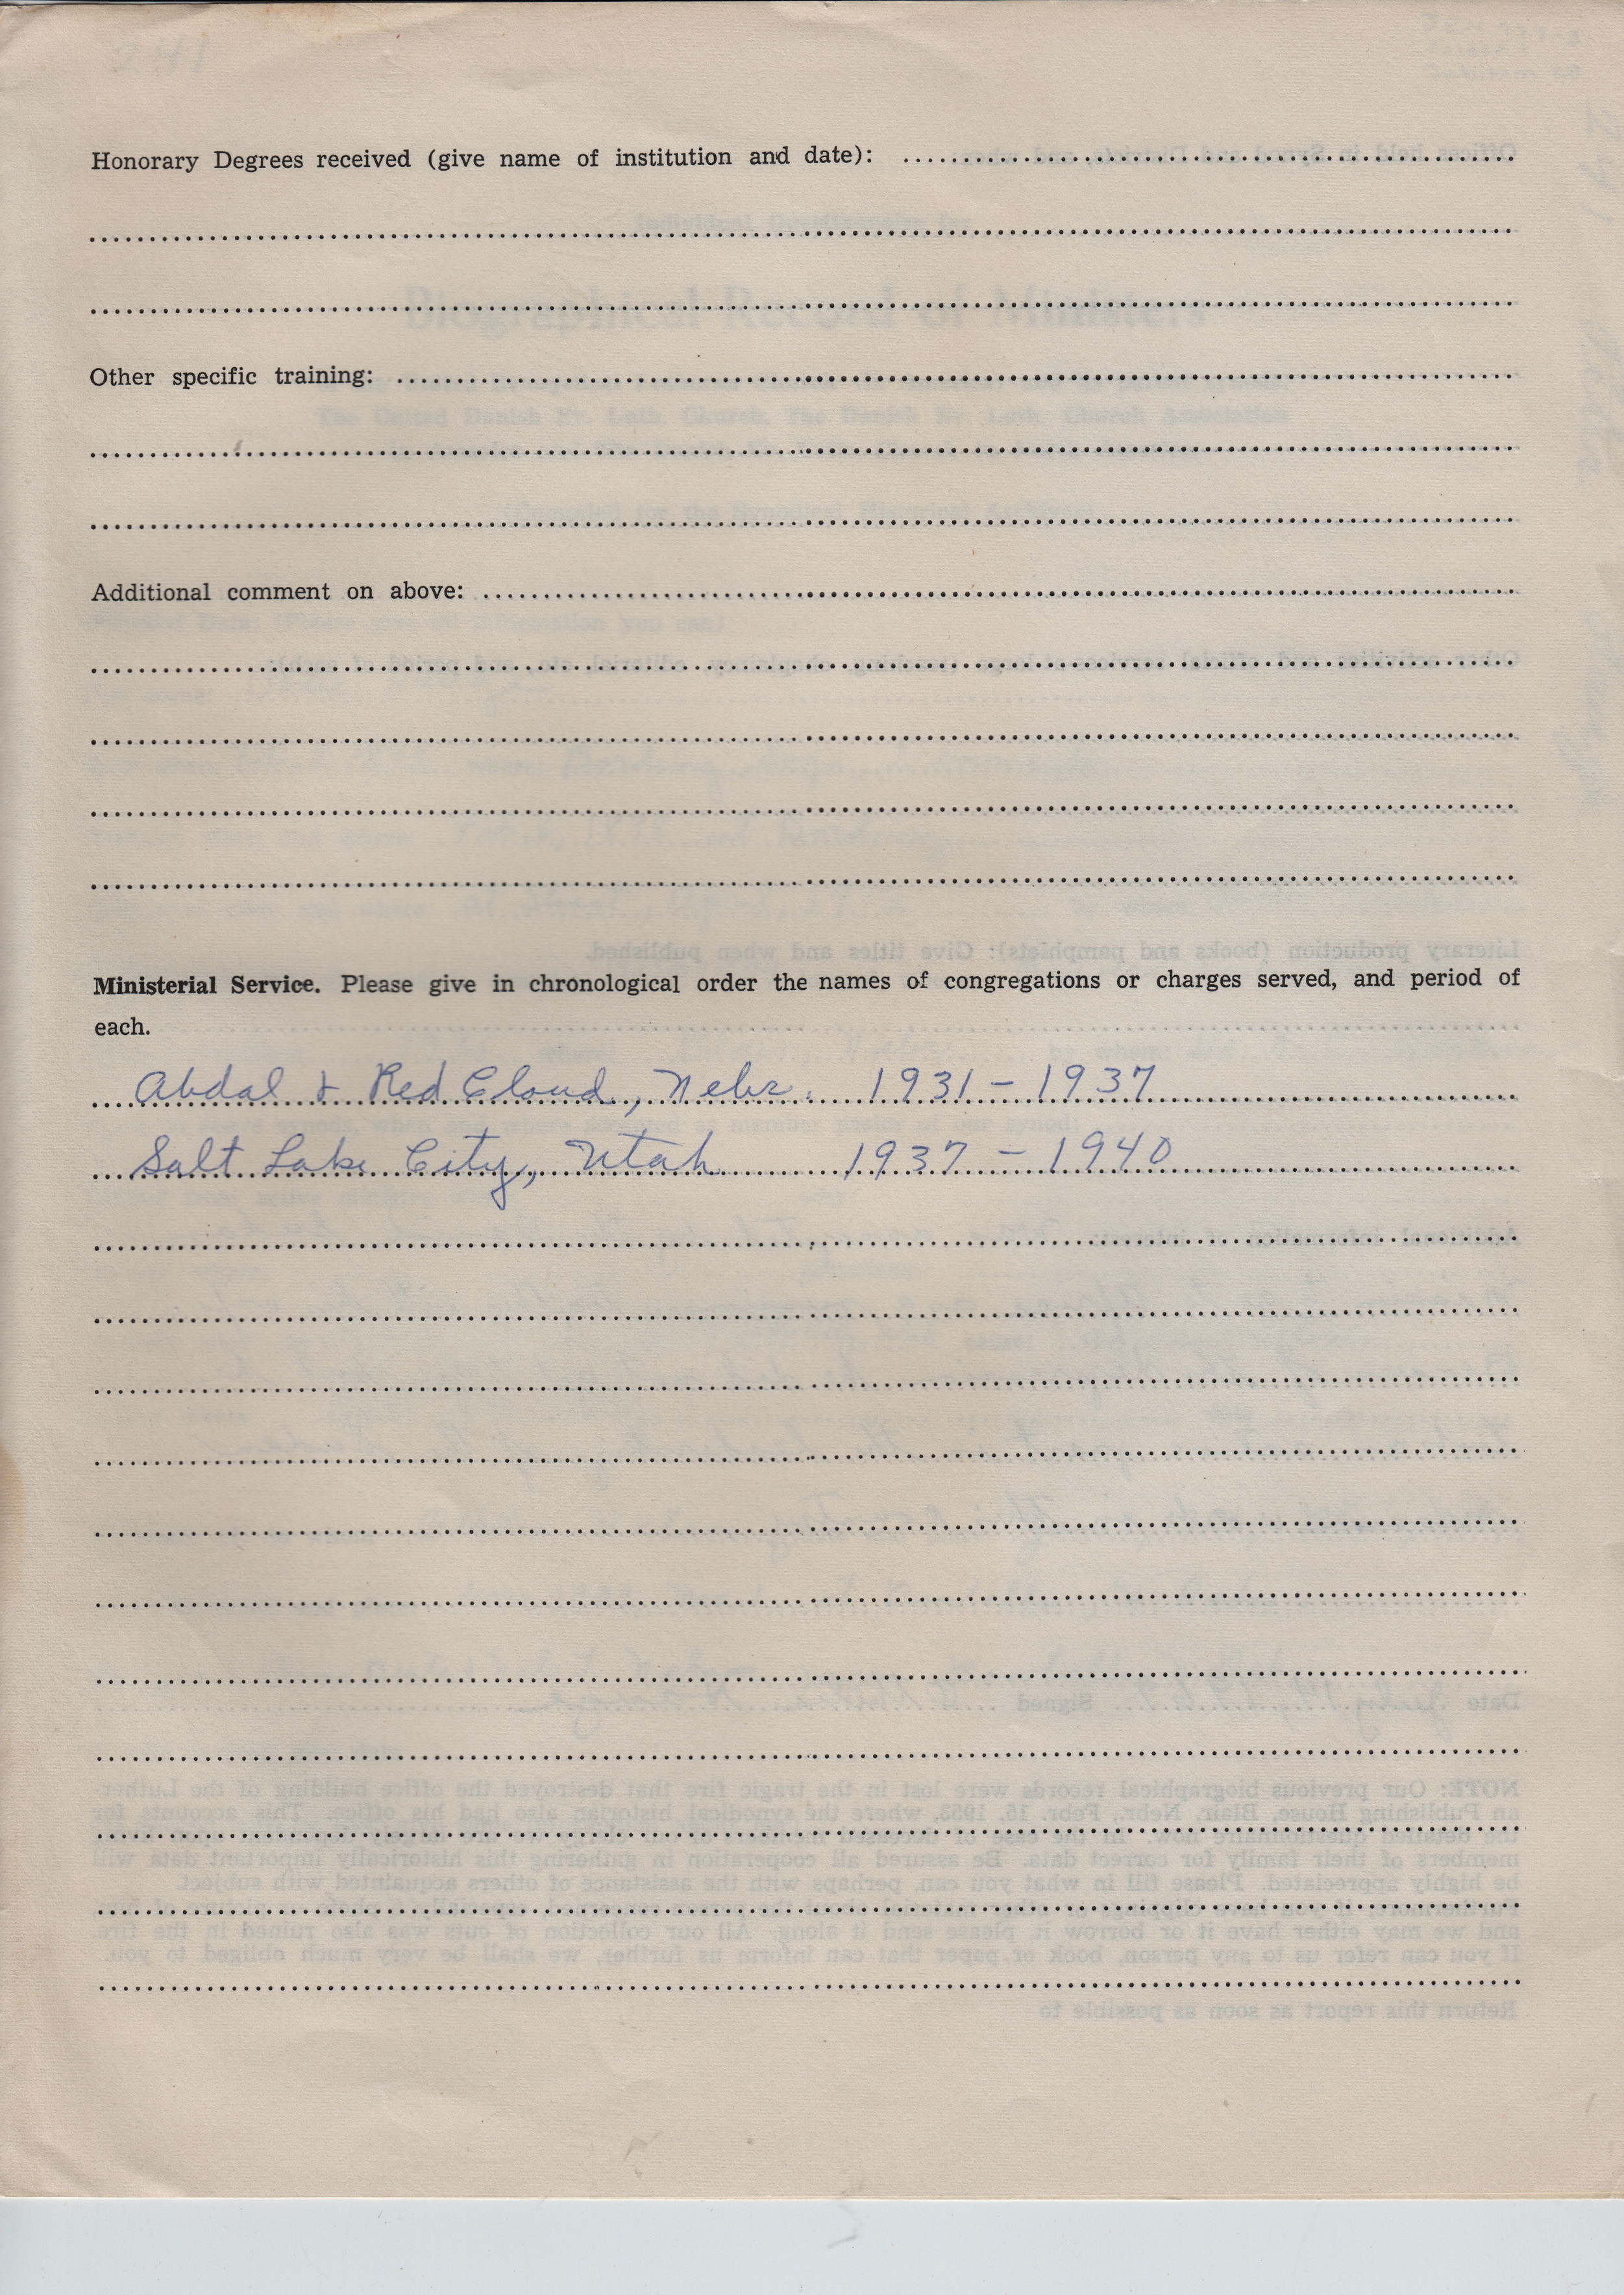 Honorary Degrees received (give name of institution and date):
Other specific training:
Additional comment on above:
Ministerial Service. Please give in chronological order the names of congregations or charges served, and period of
each.
Abdal & Red Cloud, Nebr. 1931-1937
Salt Lake City, Utah 1937-1940